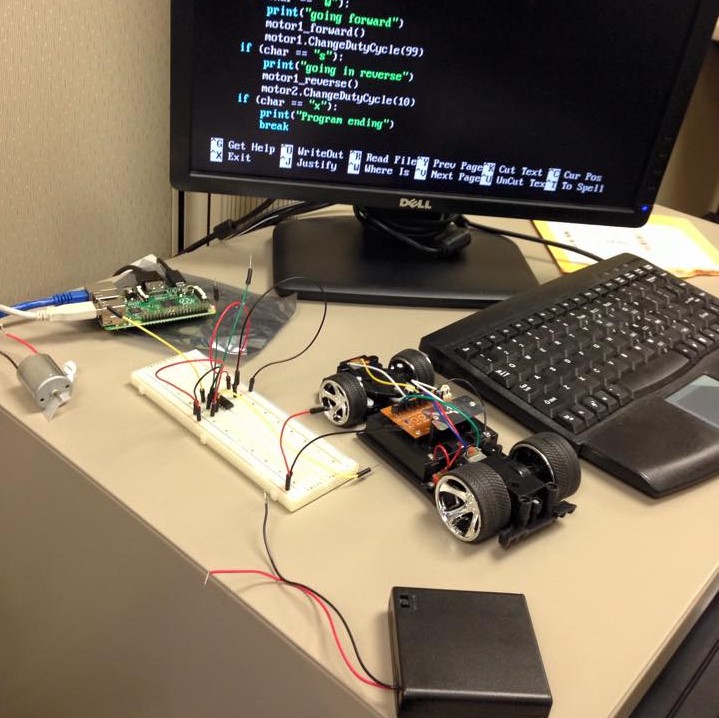 char == "w"):
print("going forward")
motor1_forward()
motor1.ChangeDutyCycle(99)
if (char == "s"):
print("going in reverse")
motor1_reverse()
motor2.ChangeDutyCycle(10)
if (char == "x"):
print("Program ending")
break
^G Get Help ^O WriteOut ^R Read File ^Y Prev Page ^K Cut Text ^C Cur Pos
^X Exit ^J Justify ^W Where Is ^V Next Page ^U UnCut Text ^T To Spell
DELL